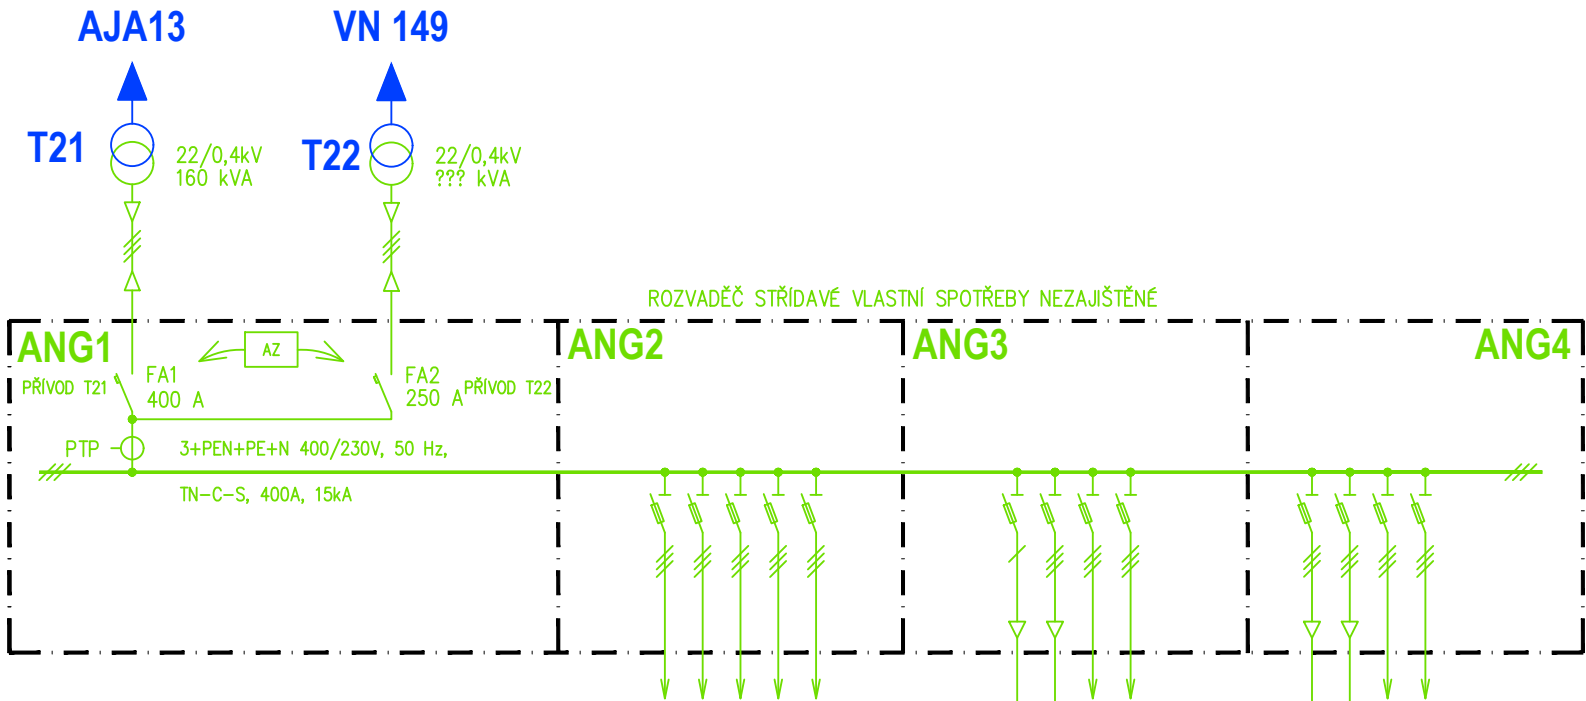 AJA13
VN 149
T21
22/0,4kV
160 kVA
T22
22/0,4kV
??? kVA
ROZVADĚČ STŘÍDAVÉ VLASTNÍ SPOTŘEBY NEZAJIŠTĚNÉ
ANG1
AZ
ANG2
ANG3
ANG4
PŘÍVOD T21
FA1
400 A
FA2
250 A
PŘÍVOD T22
PTP
3+PEN+PE+N 400/230V, 50 Hz,
TN-C-S, 400A, 15kA